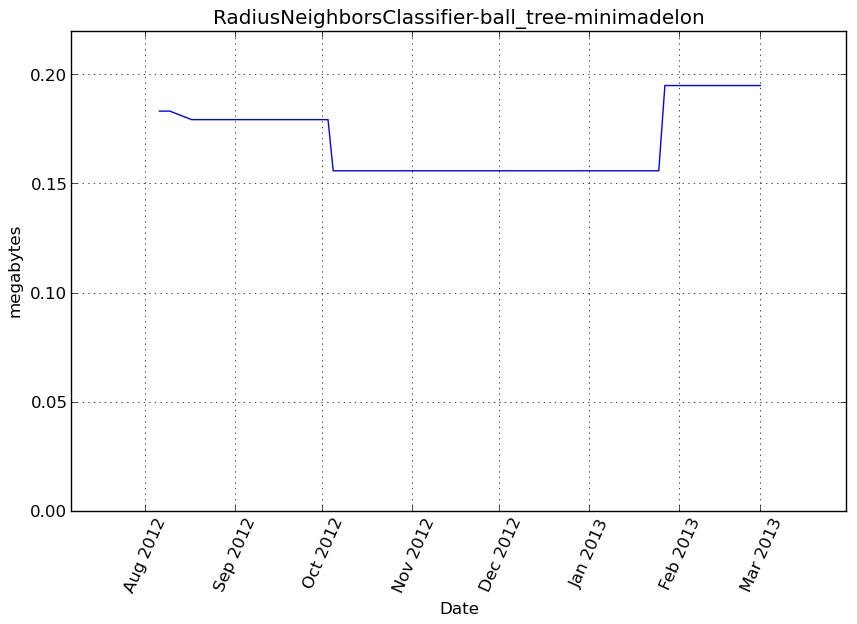 RadiusNeighborsClassifier-ball_tree-minimadelon
0.20
0.15
0.10
0.05
0.00
megabytes
Aug 2012
Sep 2012
Oct 2012
Nov 2012
Dec 2012
Jan 2013
Feb 2013
Mar 2013
Date